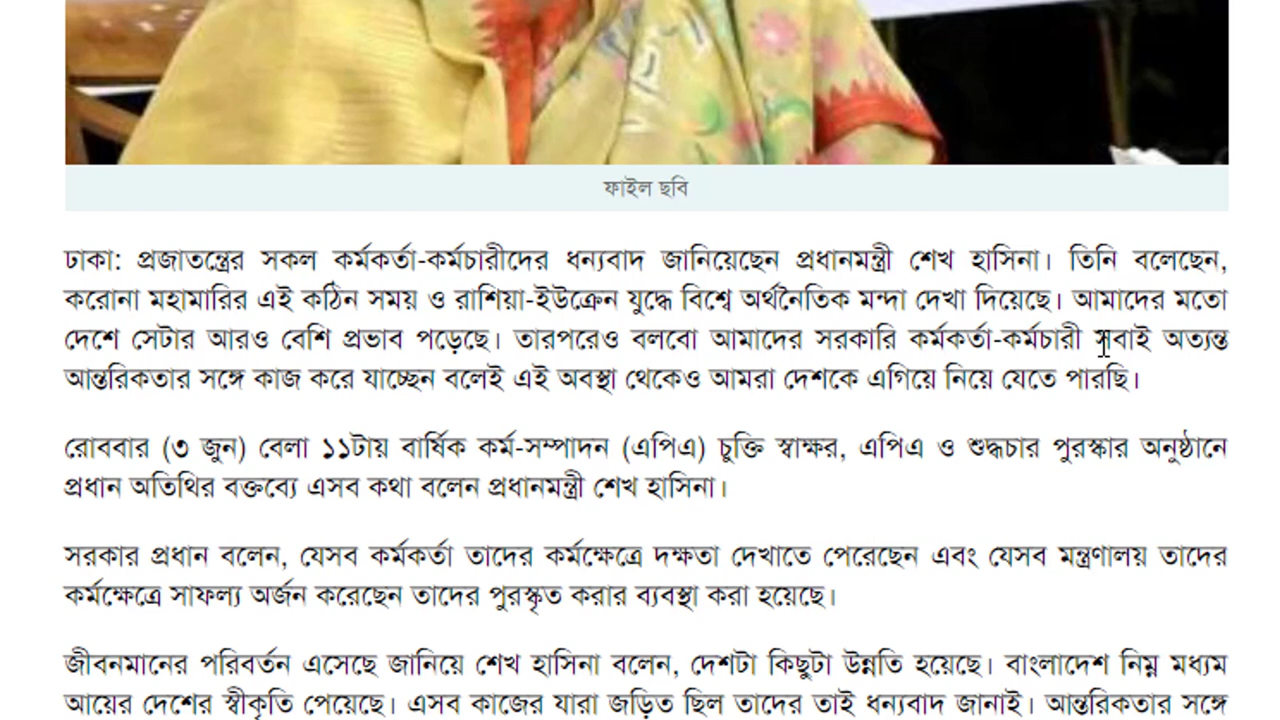 ফাইল ছবি
ঢাকা: প্রজাতন্ত্রের সকল কর্মকর্তা-কর্মচারীদের ধন্যবাদ জানিয়েছেন প্রধানমন্ত্রী শেখ হাসিনা। তিনি বলেছেন,
করোনা মহামারির এই কঠিন সময় ও রাশিয়া-ইউক্রেন যুদ্ধে বিশ্বে অর্থনৈতিক মন্দা দেখা দিয়েছে। আমাদের মতো
দেশে সেটার আরও বেশি প্রভাব পড়েছে। তারপরেও বলবো আমাদের সরকারি কর্মকর্তা-কর্মচারী সবাই অত্যন্ত
আন্তরিকতার সঙ্গে কাজ করে যাচ্ছেন বলেই এই অবস্থা থেকেও আমরা দেশকে এগিয়ে নিয়ে যেতে পারছি।
রোববার (৩ জুন) বেলা ১১টায় বার্ষিক কর্ম-সম্পাদন (এপিএ) চুক্তি স্বাক্ষর, এপিএ ও শুদ্ধচার পুরস্কার অনুষ্ঠানে
প্রধান অতিথির বক্তব্যে এসব কথা বলেন প্রধানমন্ত্রী শেখ হাসিনা।
সরকার প্রধান বলেন, যেসব কর্মকর্তা তাদের কর্মক্ষেত্রে দক্ষতা দেখাতে পেরেছেন এবং যেসব মন্ত্রণালয় তাদের
কর্মক্ষেত্রে সাফল্য অর্জন করেছেন তাদের পুরস্কৃত করার ব্যবস্থা করা হয়েছে।
জীবনমানের পরিবর্তন এসেছে জানিয়ে শেখ হাসিনা বলেন, দেশটা কিছুটা উন্নতি হয়েছে। বাংলাদেশ নিম্ন মধ্যম
আয়ের দেশের স্বীকৃতি পেয়েছে। এসব কাজের যারা জড়িত ছিল তাদের তাই ধন্যবাদ জানাই। আন্তরিকতার সঙ্গে